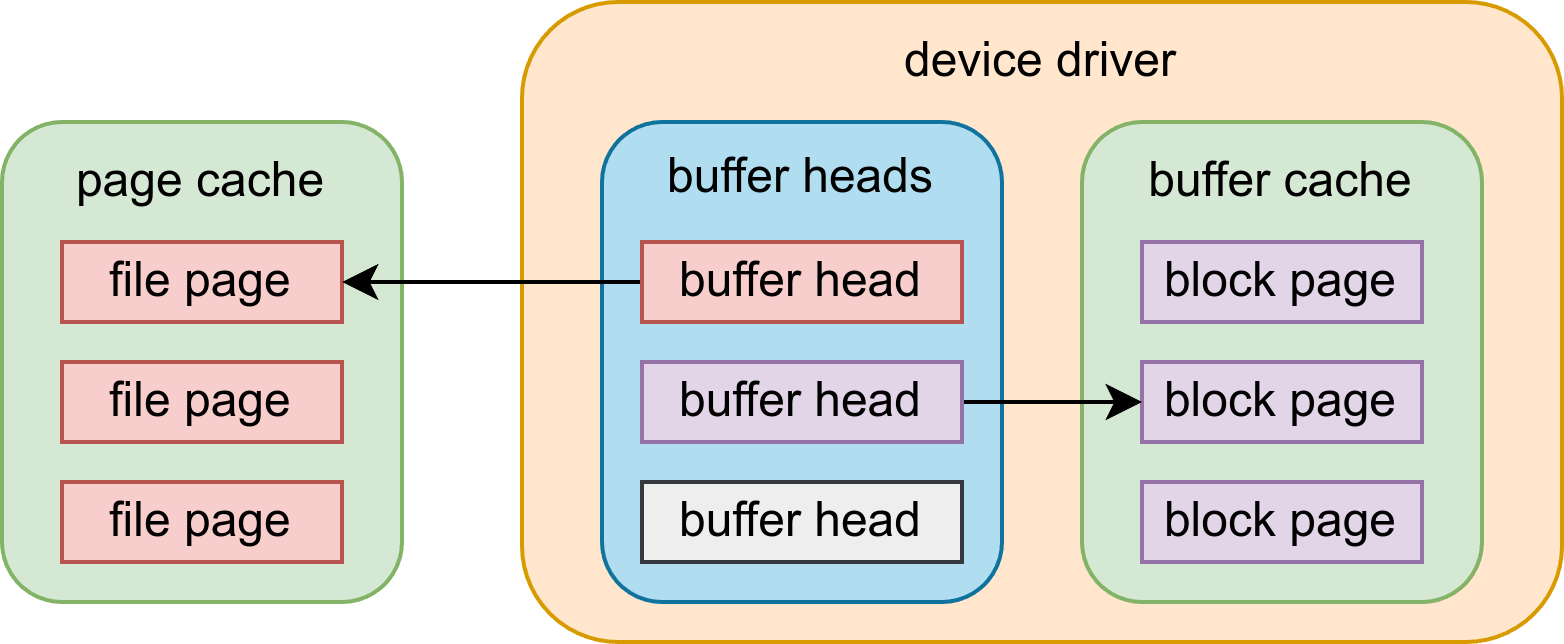 device driver
page cache
file page
file page
file page
buffer heads
buffer head
buffer head
buffer head
buffer cache
block page
block page
block page